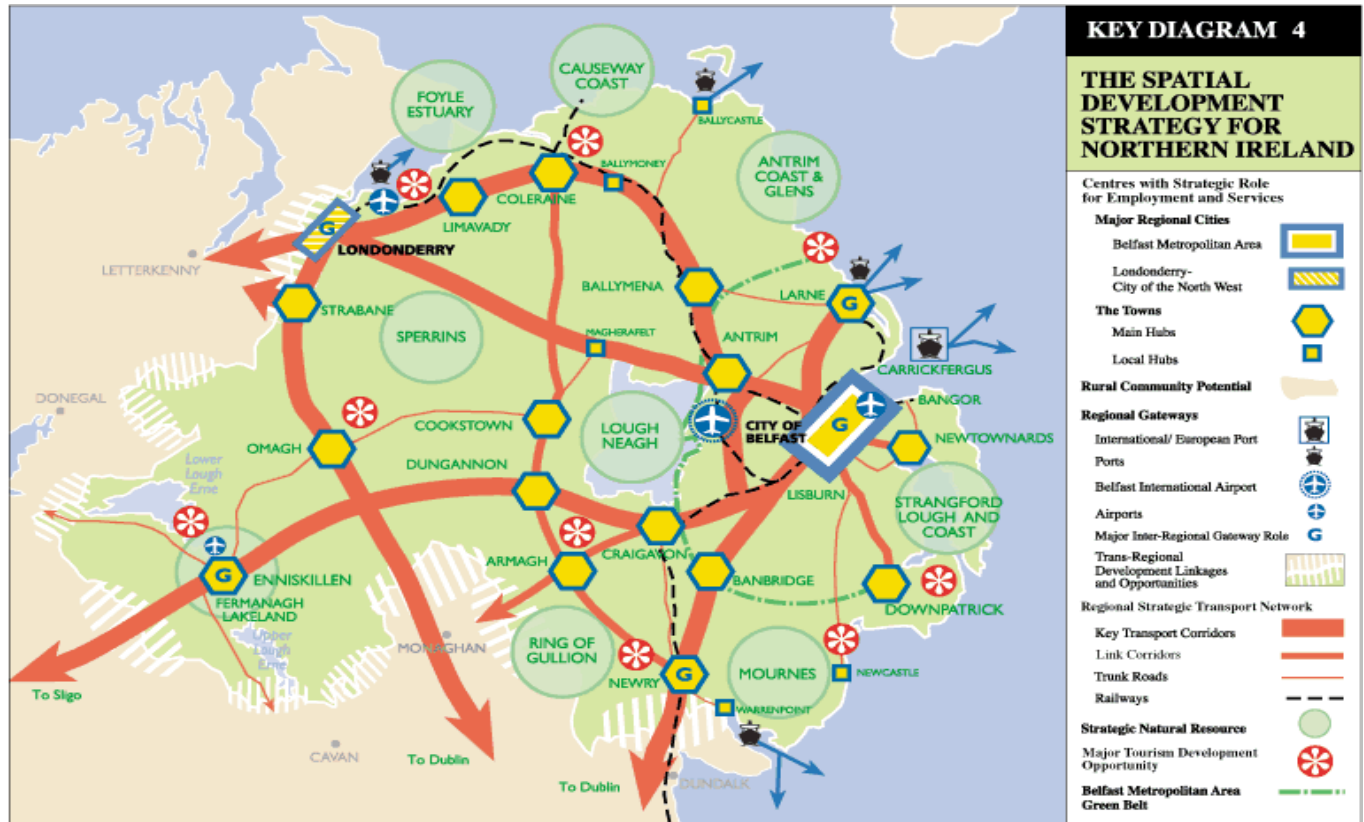 CAUSEWAY
COAST
FOYLE
ESTUARY
BALLYCASTLE
ANTRIM
COAST &
GLENS
BALLYMONEY
COLERAINE
LIMAVADY
G
LONDONDERRY
LETTERKENNY
STRABANE
BALLYMENA
LARNE
G
SPERRINS
MAGHERAFELT
ANTRIM
CARRICKFERGUS
DONEGAL
BANGOR
COOKSTOWN
LOUGH
NEAGH
CITY OF
BELFAST
G
NEWTOWNARDS
OMAGH
Lower
Lough
Erne
DUNGANNON
LISBURN
STRANGFORD
LOUGH AND
COAST
CRAIGAVON
ARMAGH
BANBRIDGE
G
ENNISKILLEN
FERMANAGH
LAKELAND
DOWNPATRICK
Upper
Lough
Erne
MONAGHAN
RING OF
GULLION
NEWRY
G
MOURNES
NEWCASTLE
To Sligo
WARRENPOINT
CAVAN
To Dublin
To Dublin
DUNDALK
KEY DIAGRAM 4
THE SPATIAL
DEVELOPMENT
STRATEGY FOR
NORTHERN IRELAND
Centres with Strategic Role
for Employment and Services
Major Regional Cities
Belfast Metropolitan Area
Londonderry-
City of the North West
The Towns
Main Hubs
Local Hubs
Rural Community Potential
Regional Gateways
International/ European Port
Ports
Belfast International Airport
Airports
Major Inter-Regional Gateway Role G
Trans-Regional
Development Linkages
and Opportunities
Regional Strategic Transport Network
Key Transport Corridors
Link Corridors
Trunk Roads
Railways
Strategic Natural Resource
Major Tourism Development
Opportunity
Belfast Metropolitan Area
Green Belt